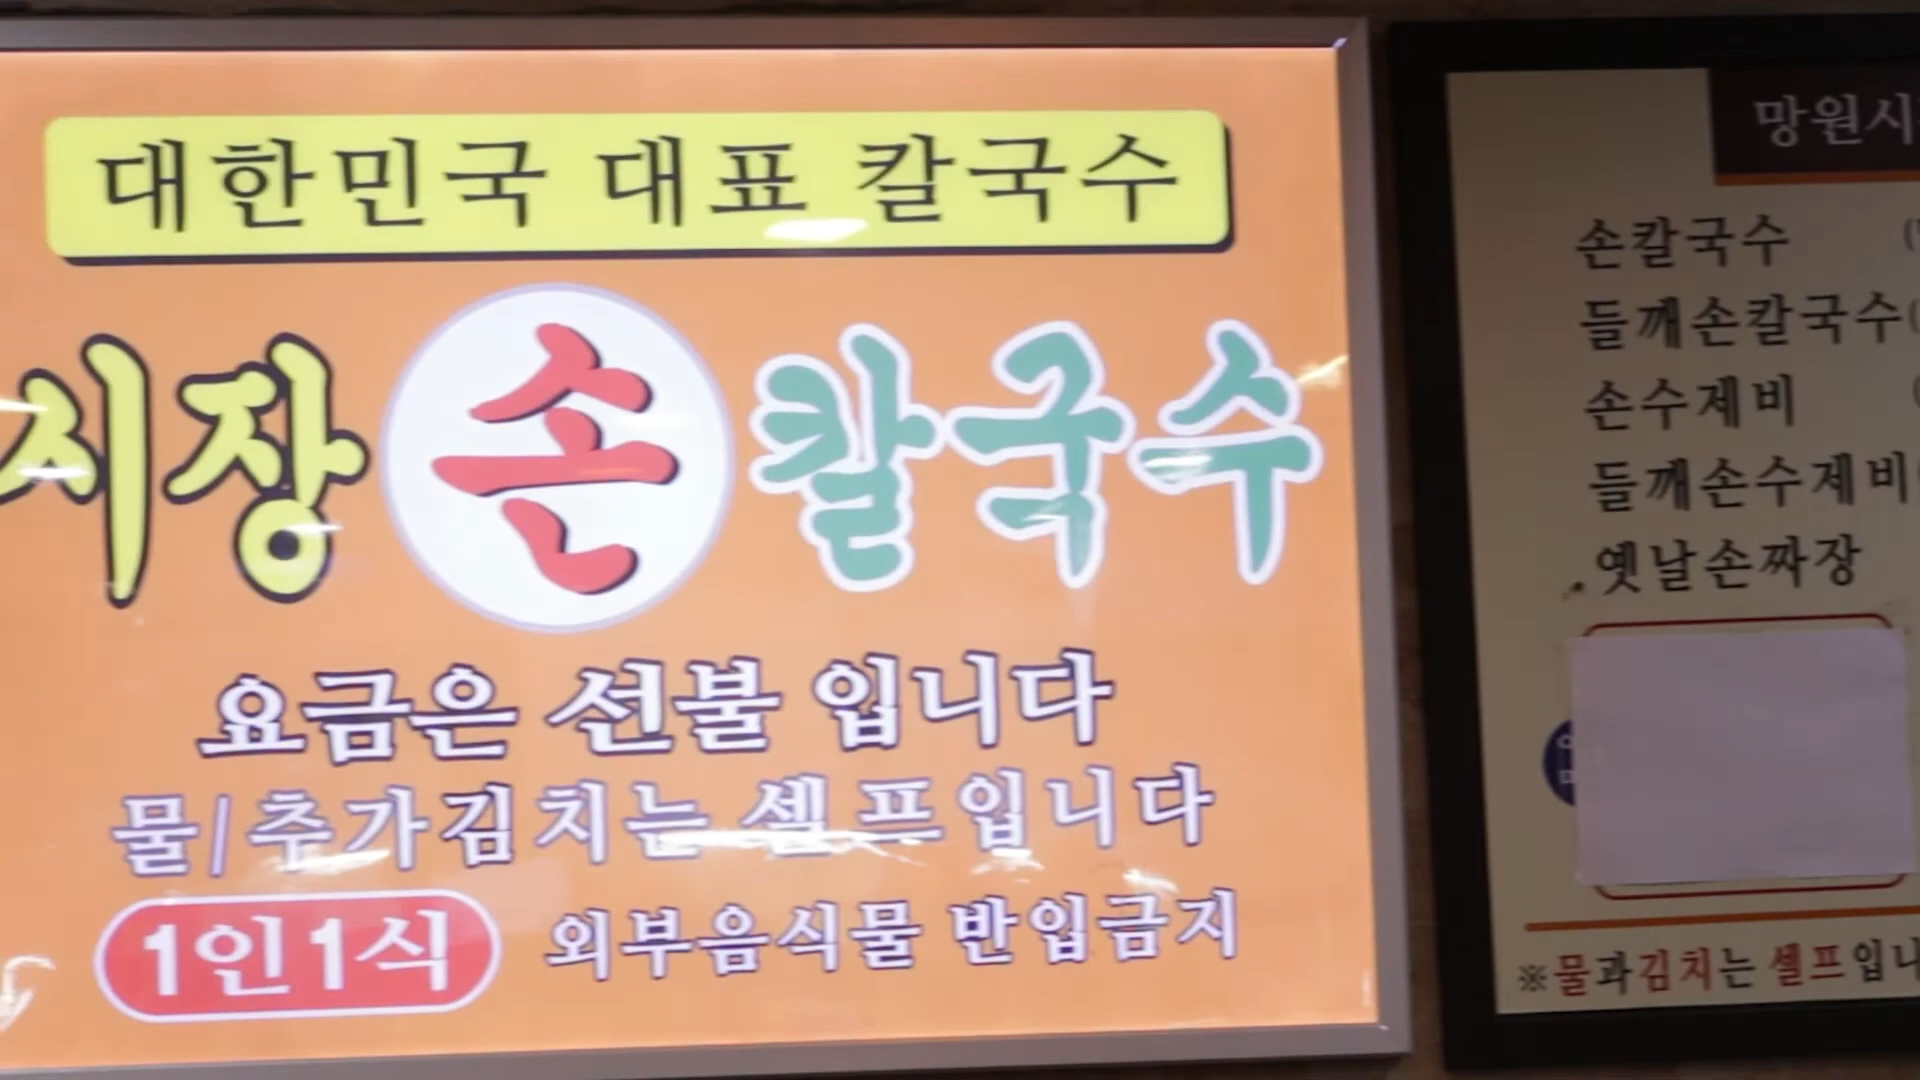 대한민국 대표 칼국수
시장 손 칼국수
요금은 선불 입니다
물/추가김치는 셀프입니다
1인1식 외부음식물 반입금지
망원시
손칼국수
들깨손칼국수
손수제비
들깨손수제비
옛날손짜장
※물과김치는 셀프입니